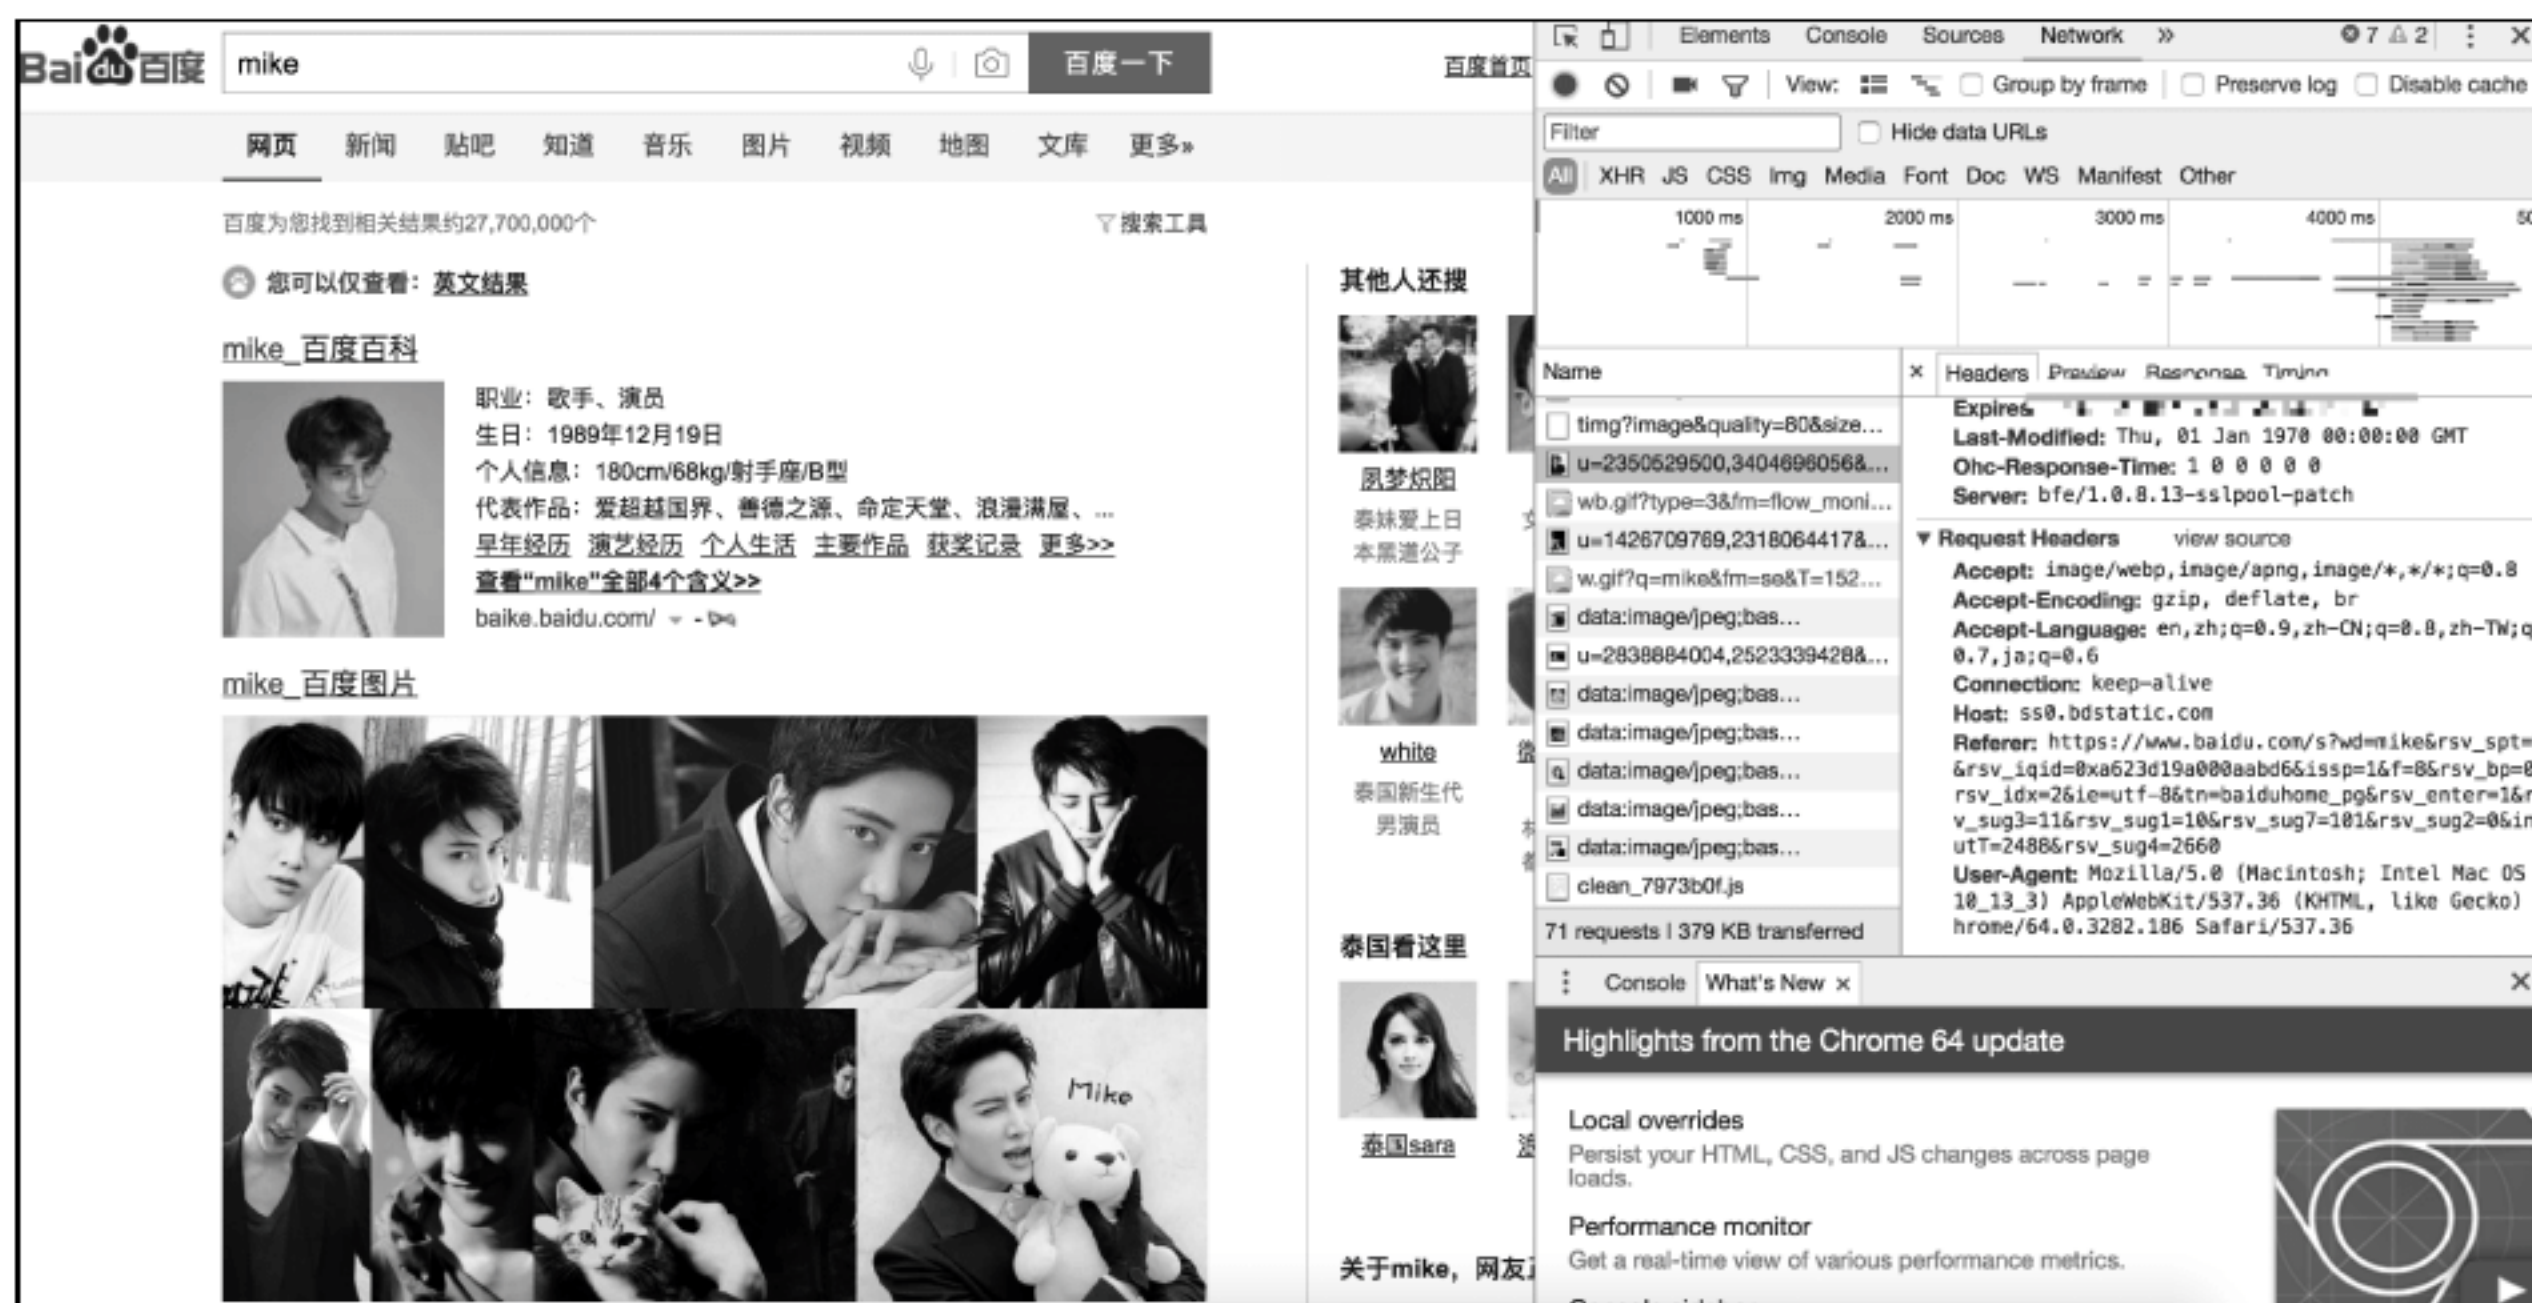 Bai du 百度
mike
百度一下
百度首页
网页 新闻 贴吧 知道 音乐 图片 视频 地图 文库 更多»
百度为您找到相关结果约27,700,000个
搜索工具
您可以仅查看：英文结果
mike_百度百科
职业：歌手、演员
生日：1989年12月19日
个人信息：180cm/68kg/射手座/B型
代表作品：爱超越国界、善德之源、命定天堂、浪漫满屋、...
早年经历 演艺经历 个人生活 主要作品 获奖记录 更多>>
查看“mike”全部4个含义>>
baike.baidu.com/
mike_百度图片
Mike
其他人还搜
夙梦炽阳
泰妹爱上日
本黑道公子
white
泰国新生代
男演员
泰国看这里
泰国sara
关于mike，网友
Elements Console Sources Network » 7 2
View: Group by frame Preserve log Disable cache
Filter Hide data URLs
All XHR JS CSS Img Media Font Doc WS Manifest Other
1000 ms 2000 ms 3000 ms 4000 ms
Name
timg?image&quality=80&size...
u=2350529500,3404696056&...
wb.gif?type=3&fm=flow_moni...
u=1426709769,2318064417&...
w.gif?q=mike&fm=se&T=152...
data:image/jpeg;bas...
u=2838884004,2523339428&...
data:image/jpeg;bas...
data:image/jpeg;bas...
data:image/jpeg;bas...
data:image/jpeg;bas...
data:image/jpeg;bas...
clean_7973b0f.js
71 requests | 379 KB transferred
× Headers Preview Response Timing
Expires
Last-Modified: Thu, 01 Jan 1970 00:00:00 GMT
Ohc-Response-Time: 1 0 0 0 0 0
Server: bfe/1.0.8.13-sslpool-patch
▼ Request Headers view source
Accept: image/webp,image/apng,image/*,*/*;q=0.8
Accept-Encoding: gzip, deflate, br
Accept-Language: en,zh;q=0.9,zh-CN;q=0.8,zh-TW;q
0.7,ja;q=0.6
Connection: keep-alive
Host: ss0.bdstatic.com
Referer: https://www.baidu.com/s?wd=mike&rsv_spt=
&rsv_iqid=0xa623d19a000aabd6&issp=1&f=8&rsv_bp=0
rsv_idx=2&ie=utf-8&tn=baiduhome_pg&rsv_enter=1&r
v_sug3=11&rsv_sug1=10&rsv_sug7=101&rsv_sug2=0&in
utT=2488&rsv_sug4=2660
User-Agent: Mozilla/5.0 (Macintosh; Intel Mac OS
10_13_3) AppleWebKit/537.36 (KHTML, like Gecko)
hrome/64.0.3282.186 Safari/537.36
Console What's New ×
Highlights from the Chrome 64 update
Local overrides
Persist your HTML, CSS, and JS changes across page
loads.
Performance monitor
Get a real-time view of various performance metrics.